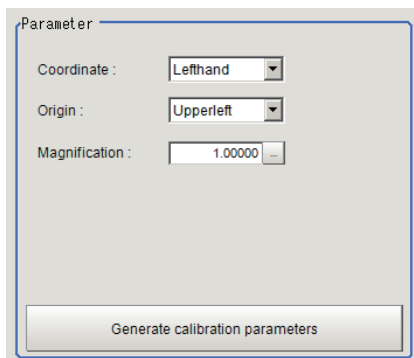 Parameter
Coordinate : Lefthand
Origin : Upperleft
Magnification : 1.00000 ...
Generate calibration parameters